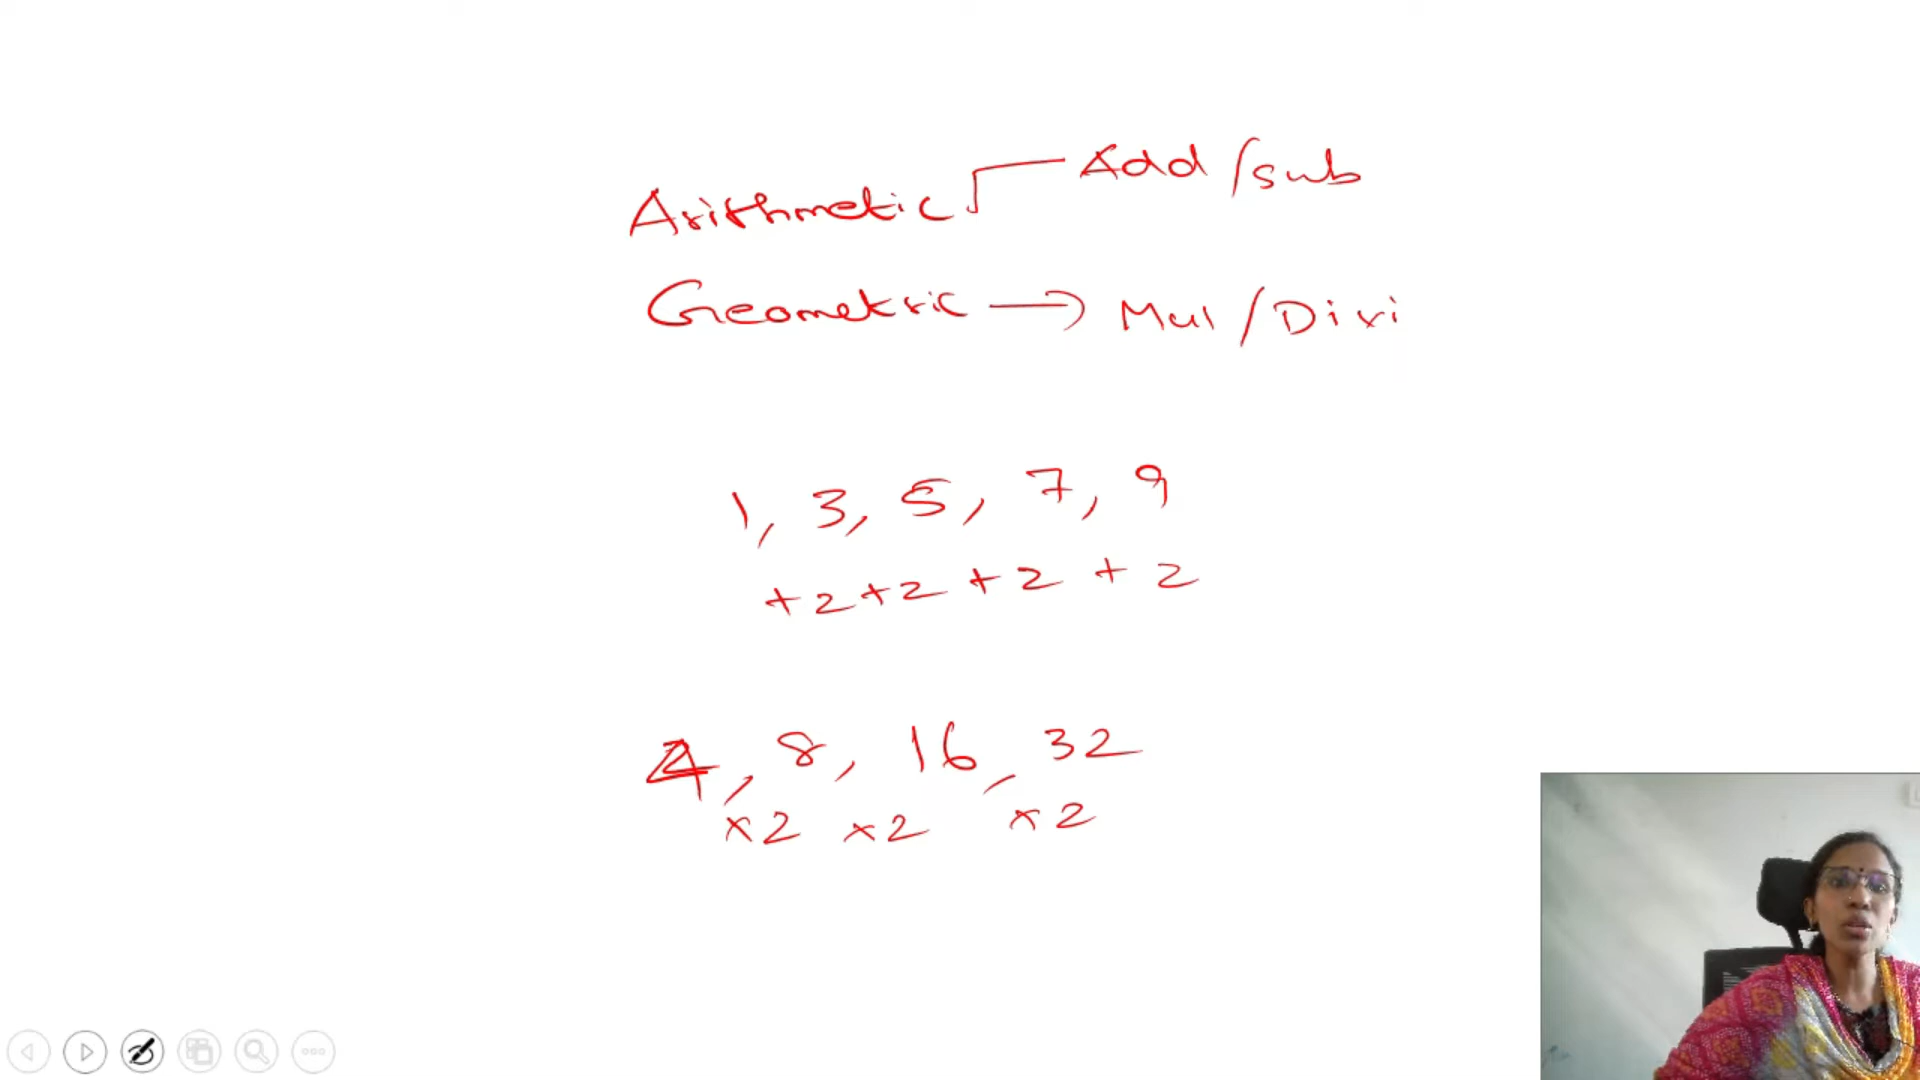 Arithmetic Add/sub
Geometric → Mul/Divi
1, 3, 5, 7, 9
+2 +2 +2 +2
4, 8, 16, 32
×2 ×2 ×2